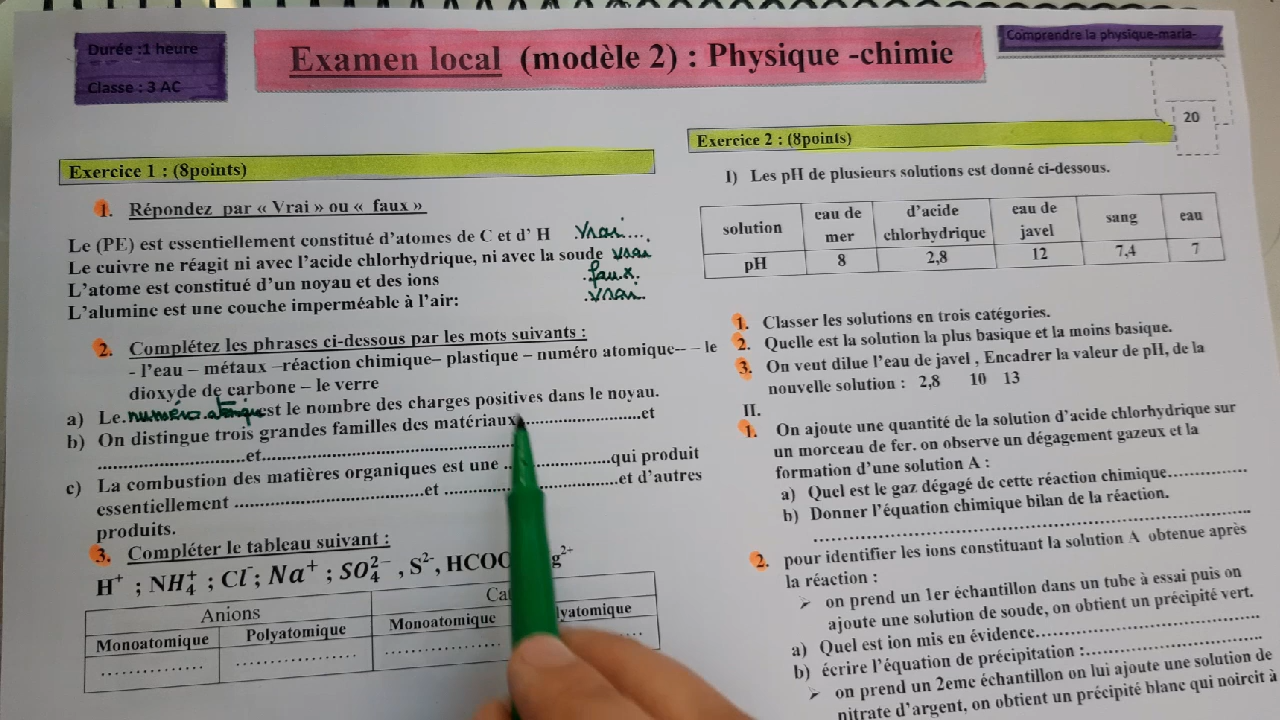 Durée :1 heure
Classe : 3 AC
Examen local (modèle 2) : Physique -chimie
Comprendre la physique-maria-
20
Exercice 1 : (8points)
1. Répondez par « Vrai » ou « faux »
Le (PE) est essentiellement constitué d'atomes de C et d' H Vrai....
Le cuivre ne réagit ni avec l'acide chlorhydrique, ni avec la soude vrai
L'atome est constitué d'un noyau et des ions .faux.
L'alumine est une couche imperméable à l'air: .vrai.
2. Complétez les phrases ci-dessous par les mots suivants :
- l'eau – métaux –réaction chimique– plastique – numéro atomique-- – le
dioxyde de carbone – le verre
a) Le.numéro atomique est le nombre des charges positives dans le noyau.
b) On distingue trois grandes familles des matériaux........................et
..............................et..............................
c) La combustion des matières organiques est une ....................qui produit
essentiellement ..............................et ..............................et d'autres
produits.
3. Compléter le tableau suivant :
H⁺ ; NH₄⁺ ; Cl⁻; Na⁺ ; SO₄²⁻ , S²⁻, HCOO g²⁺
Anions Ca
Monoatomique Polyatomique Monoatomique lyatomique
............ ................... ................... .....
Exercice 2 : (8points)
I) Les pH de plusieurs solutions est donné ci-dessous.
solution eau de mer d'acide chlorhydrique eau de javel sang eau
pH 8 2,8 12 7,4 7
1. Classer les solutions en trois catégories.
2. Quelle est la solution la plus basique et la moins basique.
3. On veut dilue l'eau de javel , Encadrer la valeur de pH, de la
nouvelle solution : 2,8 10 13
II.
1. On ajoute une quantité de la solution d'acide chlorhydrique sur
un morceau de fer. on observe un dégagement gazeux et la
formation d'une solution A :
a) Quel est le gaz dégagé de cette réaction chimique..............
b) Donner l'équation chimique bilan de la réaction.
............................................................
2. pour identifier les ions constituant la solution A obtenue après
la réaction :
➢ on prend un 1er échantillon dans un tube à essai puis on
ajoute une solution de soude, on obtient un précipité vert.
a) Quel est ion mis en évidence........................................
b) écrire l'équation de précipitation :..............................
➢ on prend un 2eme échantillon on lui ajoute une solution de
nitrate d'argent, on obtient un précipité blanc qui noircit à